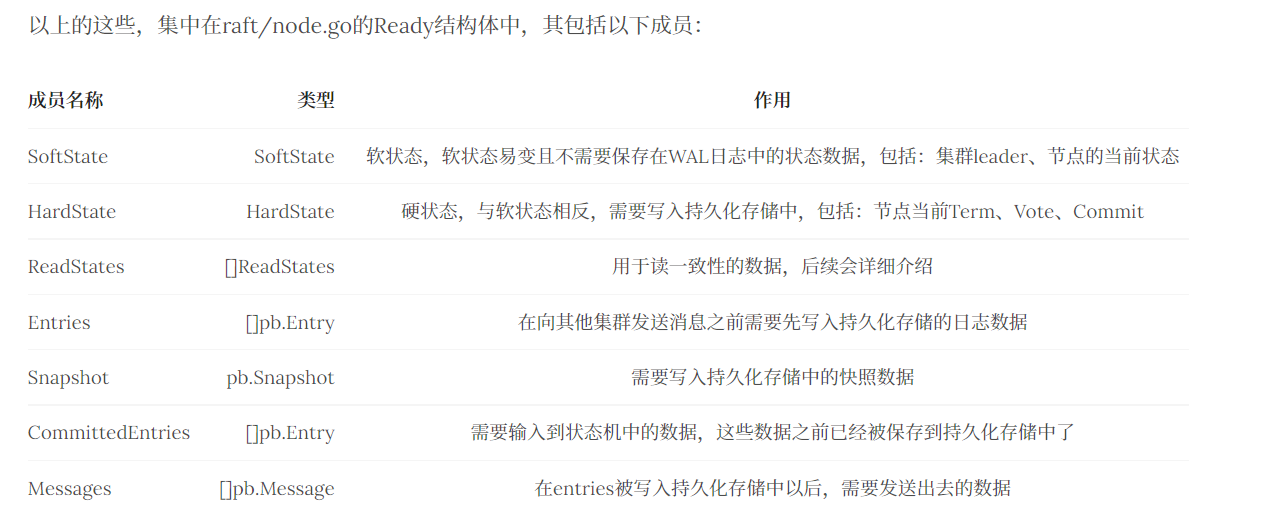 以上的这些，集中在raft/node.go的Ready结构体中，其包括以下成员：
成员名称 类型 作用
SoftState SoftState 软状态，软状态易变且不需要保存在WAL日志中的状态数据，包括：集群leader、节点的当前状态
HardState HardState 硬状态，与软状态相反，需要写入持久化存储中，包括：节点当前Term、Vote、Commit
ReadStates []ReadStates 用于读一致性的数据，后续会详细介绍
Entries []pb.Entry 在向其他集群发送消息之前需要先写入持久化存储的日志数据
Snapshot pb.Snapshot 需要写入持久化存储中的快照数据
CommittedEntries []pb.Entry 需要输入到状态机中的数据，这些数据之前已经被保存到持久化存储中了
Messages []pb.Message 在entries被写入持久化存储中以后，需要发送出去的数据